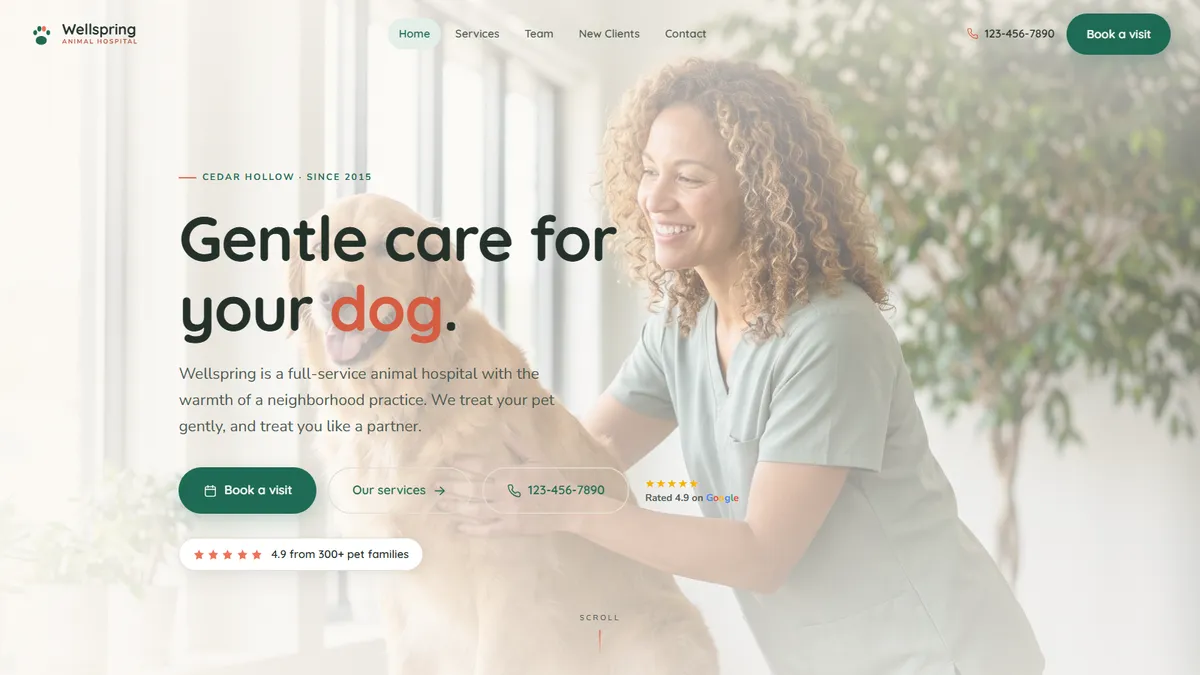 Wellspring
ANIMAL HOSPITAL
Home
Services
Team
New Clients
Contact
123-456-7890
Book a visit
CEDAR HOLLOW · SINCE 2015
Gentle care for
your dog.
Wellspring is a full-service animal hospital with the
warmth of a neighborhood practice. We treat your pet
gently, and treat you like a partner.
Book a visit
Our services →
123-456-7890
Rated 4.9 on Google
4.9 from 300+ pet families
SCROLL